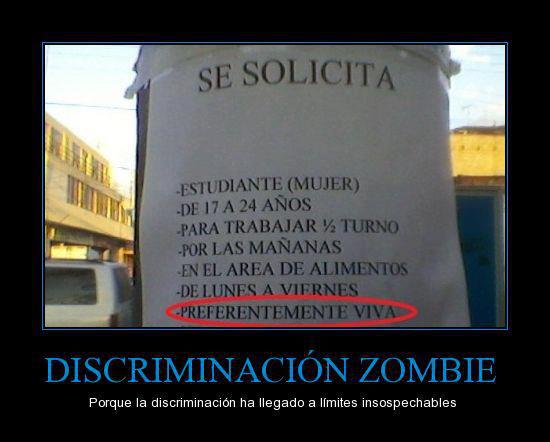 SE SOLICITA
-ESTUDIANTE (MUJER)
-DE 17 A 24 AÑOS
-PARA TRABAJAR ½ TURNO
-POR LAS MAÑANAS
-EN EL AREA DE ALIMENTOS
-DE LUNES A VIERNES
-PREFERENTEMENTE VIVA
DISCRIMINACIÓN ZOMBIE
Porque la discriminación ha llegado a límites insospechables